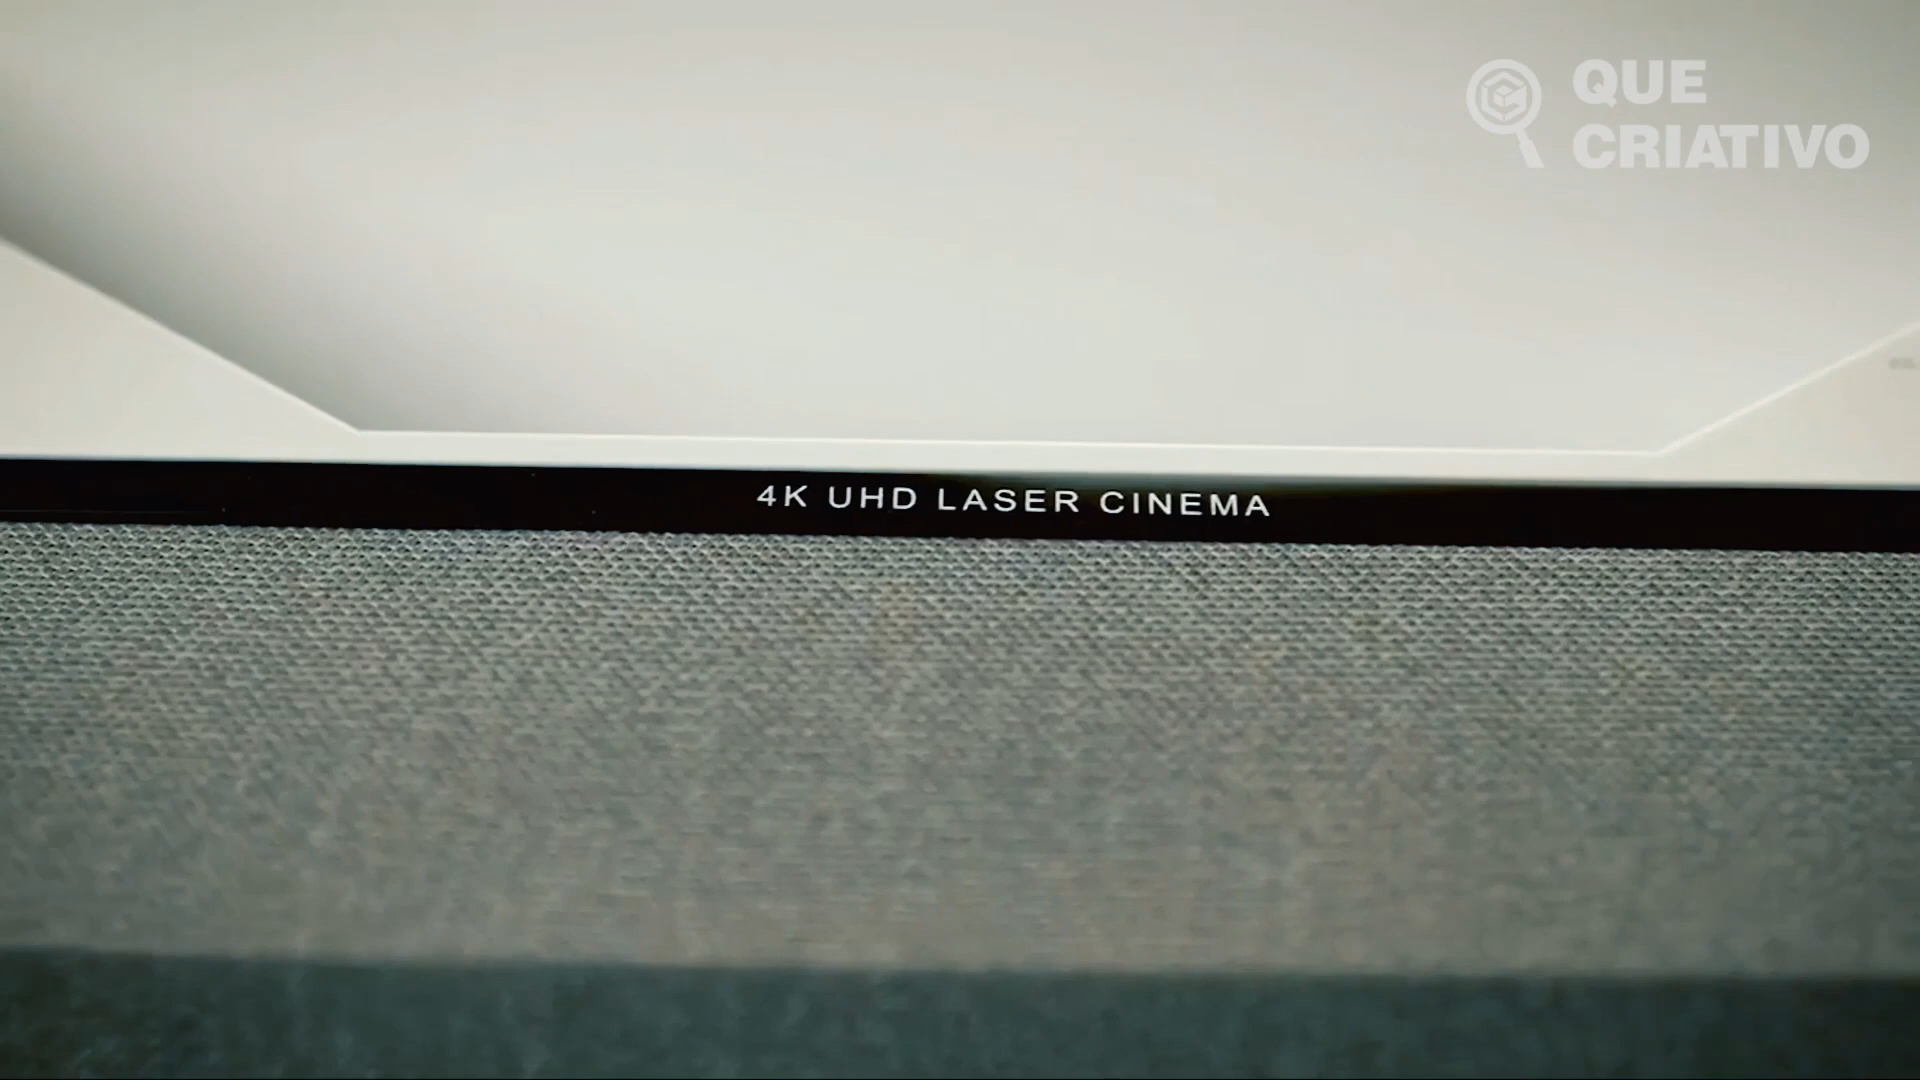 QUE
CRIATIVO
4K UHD LASER CINEMA